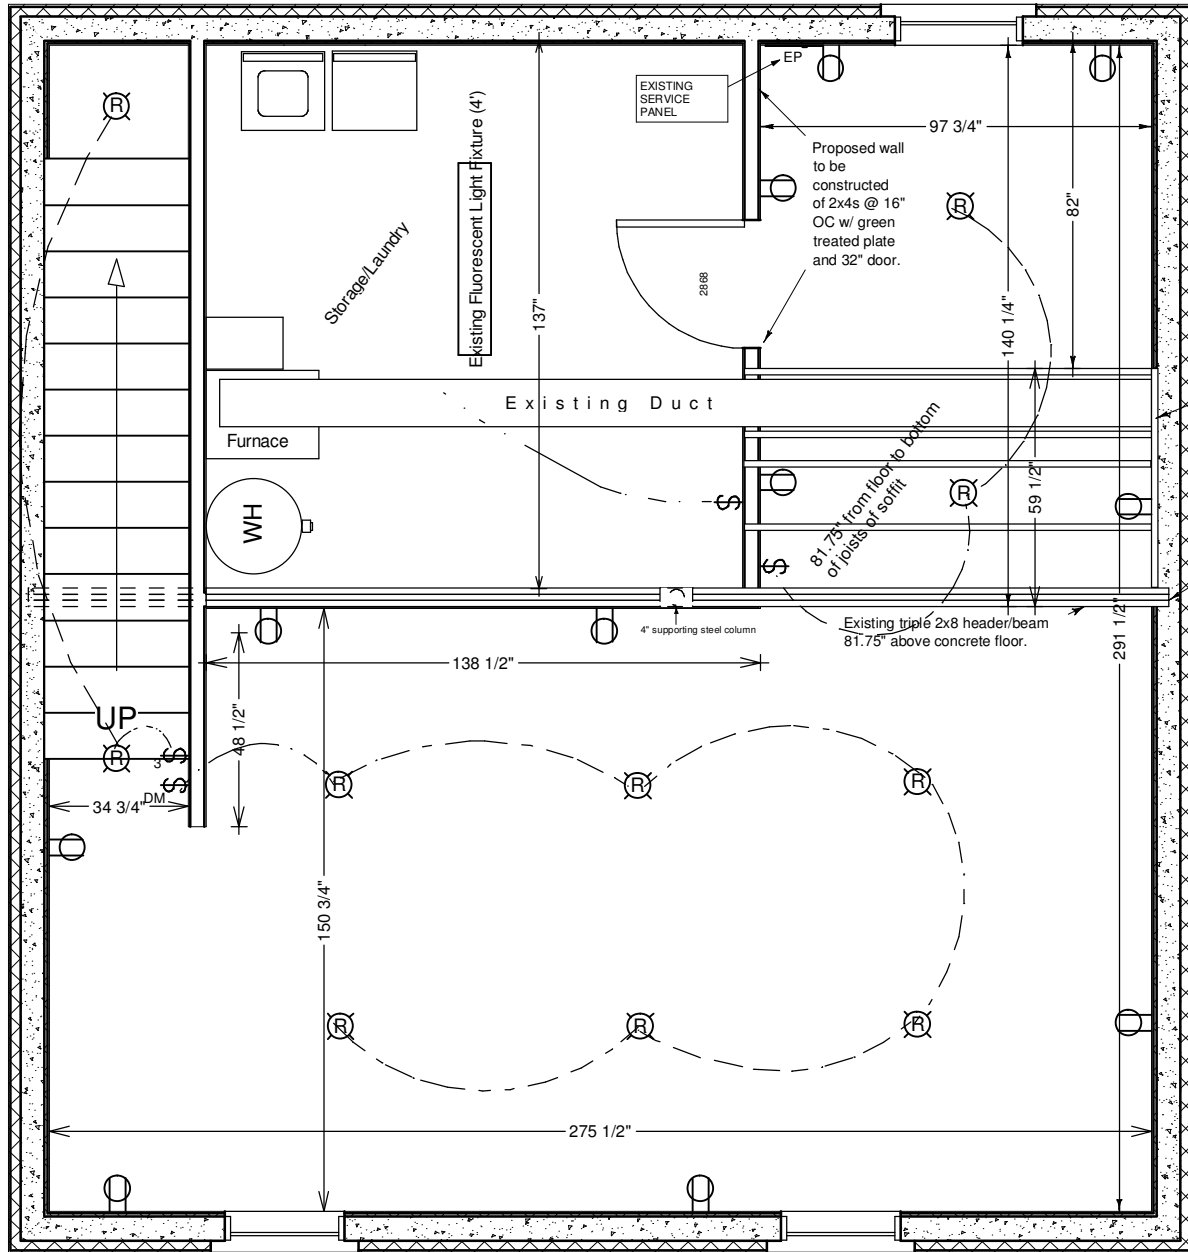 R
EXISTING
SERVICE
PANEL
EP
97 3/4"
Proposed wall
to be
constructed
of 2x4s @ 16"
OC w/ green
treated plate
and 32" door.
R
82"
Existing Fluorescent Light Fixture (4')
Storage/Laundry
2868
137"
140 1/4"
Existing Duct
Furnace
WH
$
81.75" from floor to bottom
of joists of soffit
R
59 1/2"
$
4" supporting steel column
Existing triple 2x8 header/beam
81.75" above concrete floor.
291 1/2"
138 1/2"
48 1/2"
UP
R
3
$
$
DM
34 3/4"
R
R
R
150 3/4"
R
R
R
275 1/2"